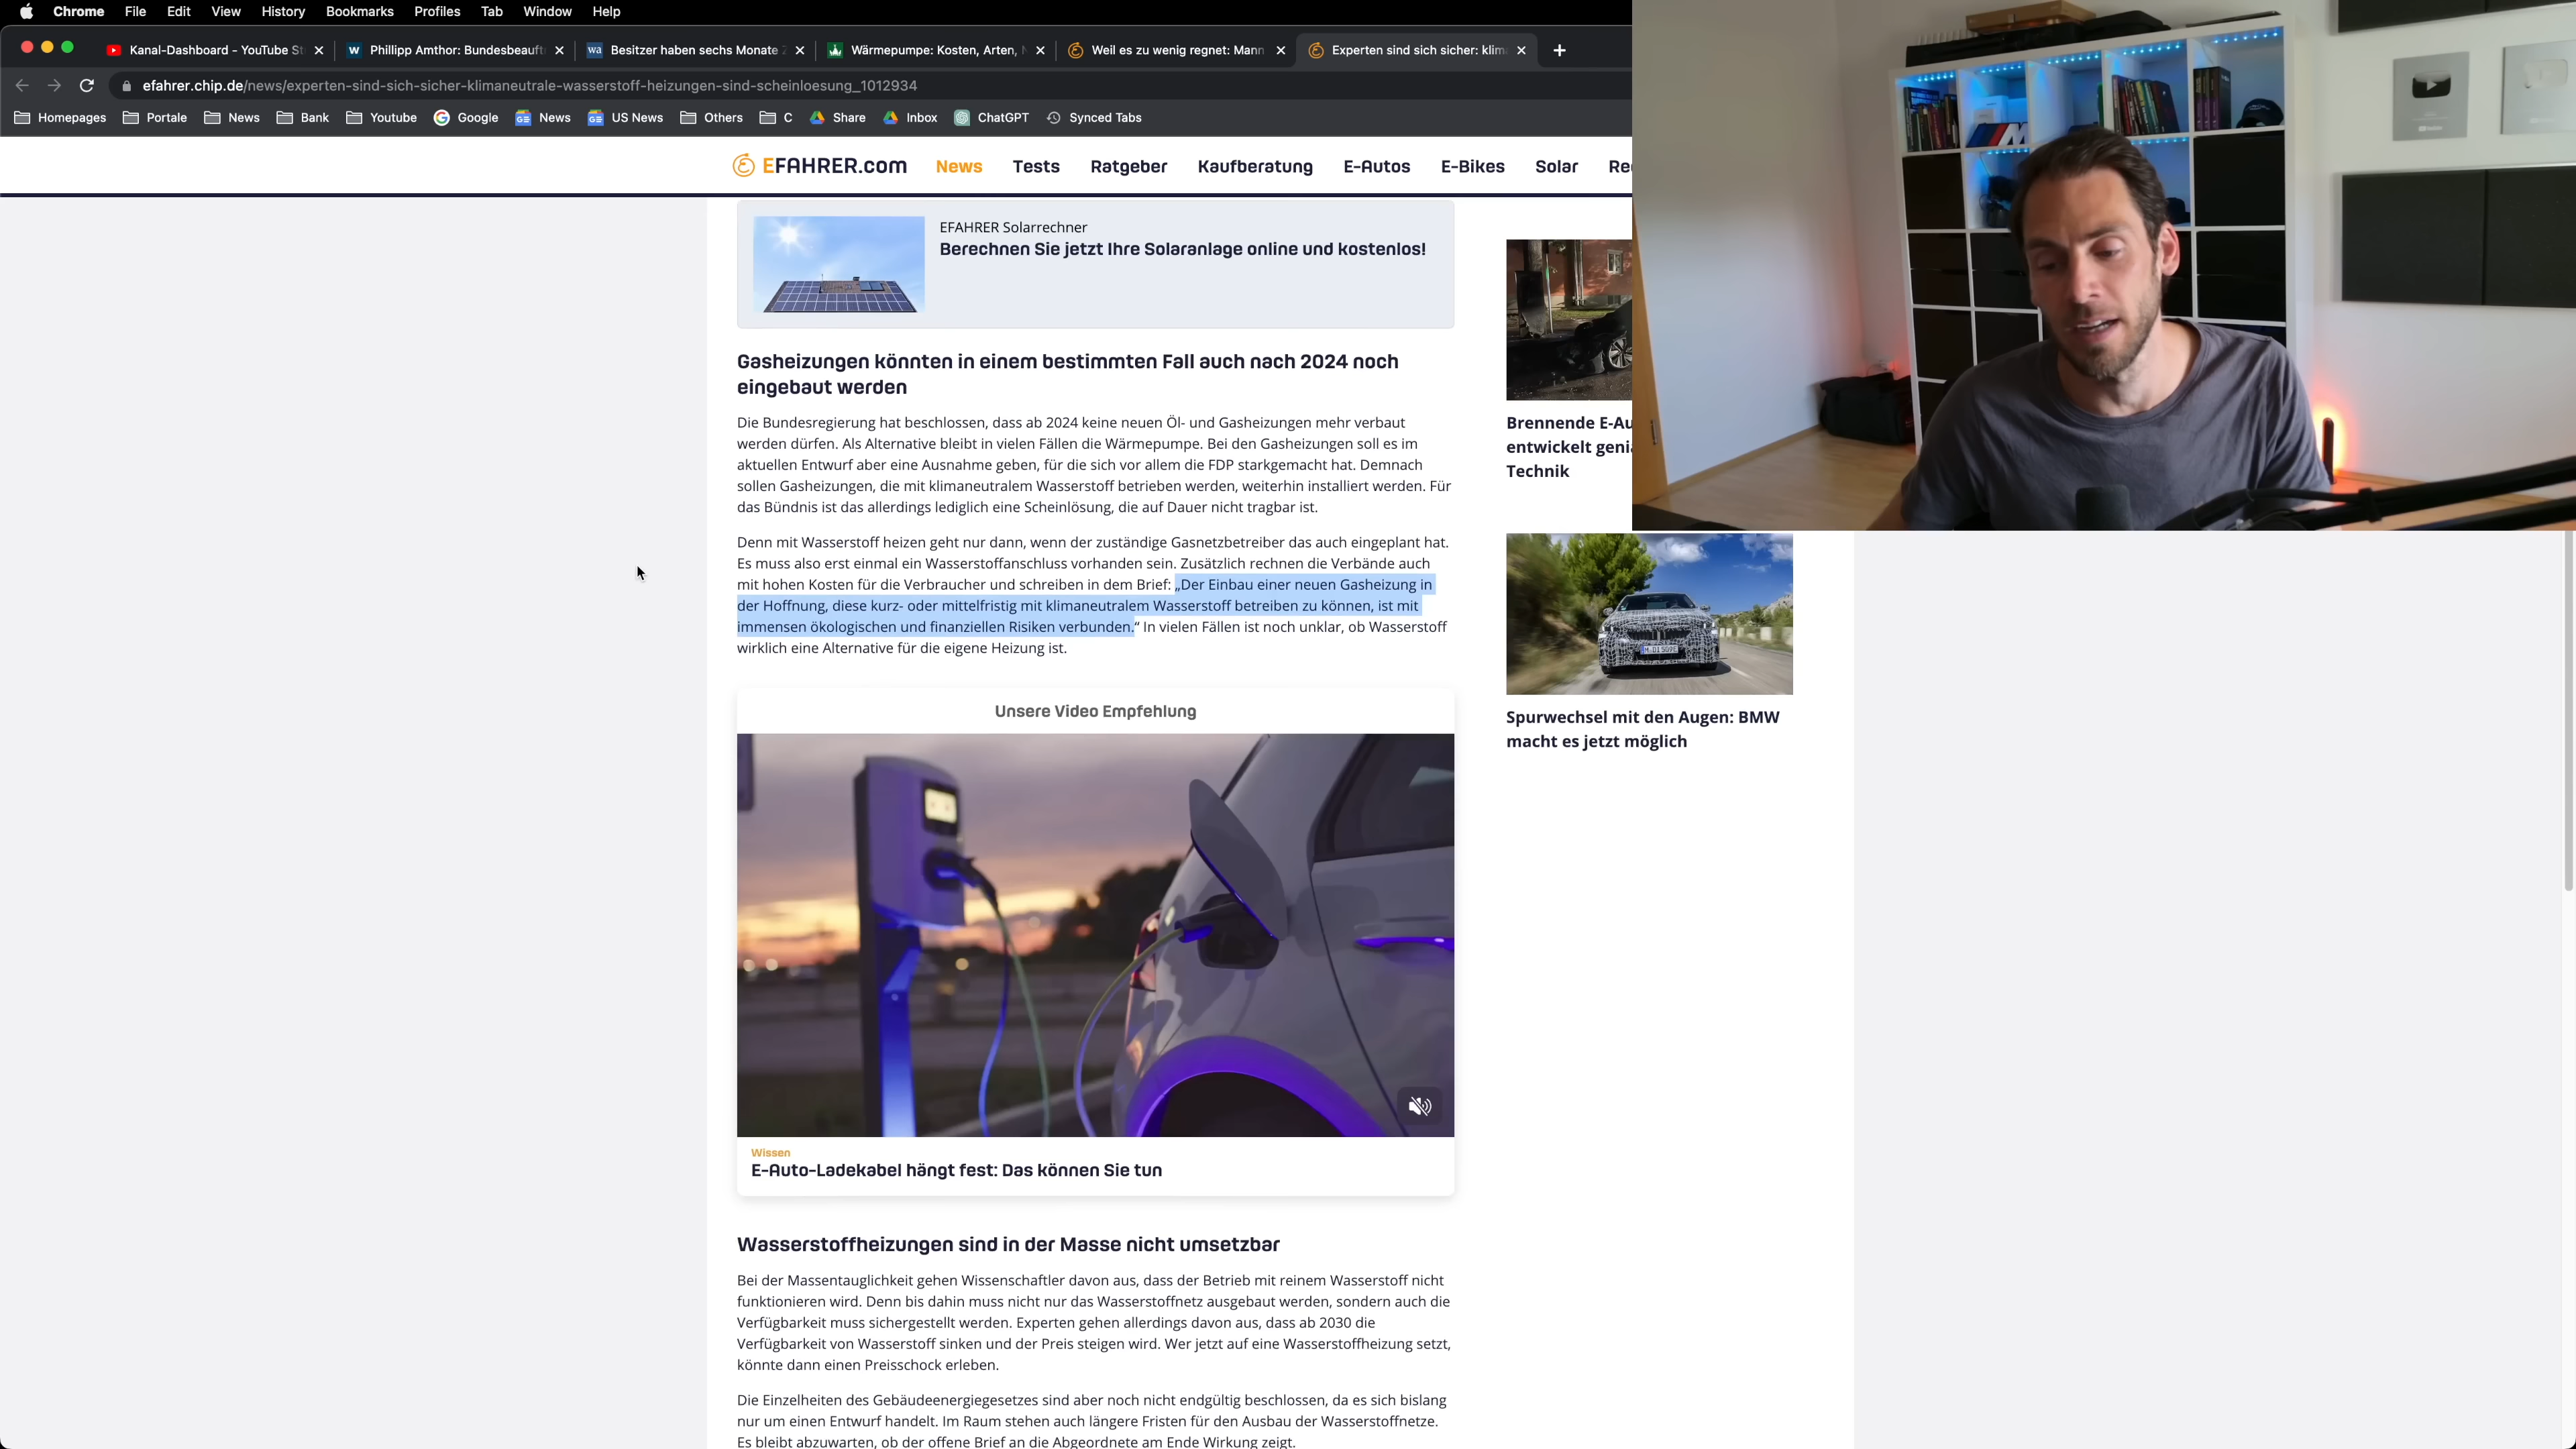 Chrome File Edit View History Bookmarks Profiles Tab Window Help
Kanal-Dashboard - YouTube St
Phillipp Amthor: Bundesbeauft
Besitzer haben sechs Monate Z
Wärmepumpe: Kosten, Arten,
Weil es zu wenig regnet: Mann
Experten sind sich sicher: klim
efahrer.chip.de/news/experten-sind-sich-sicher-klimaneutrale-wasserstoff-heizungen-sind-scheinloesung_1012934
Homepages Portale News Bank Youtube Google News US News Others C Share Inbox ChatGPT Synced Tabs
EFAHRER.com News Tests Ratgeber Kaufberatung E-Autos E-Bikes Solar
EFAHRER Solarrechner
Berechnen Sie jetzt Ihre Solaranlage online und kostenlos!
Gasheizungen könnten in einem bestimmten Fall auch nach 2024 noch
eingebaut werden
Die Bundesregierung hat beschlossen, dass ab 2024 keine neuen Öl- und Gasheizungen mehr verbaut
werden dürfen. Als Alternative bleibt in vielen Fällen die Wärmepumpe. Bei den Gasheizungen soll es im
aktuellen Entwurf aber eine Ausnahme geben, für die sich vor allem die FDP starkgemacht hat. Demnach
sollen Gasheizungen, die mit klimaneutralem Wasserstoff betrieben werden, weiterhin installiert werden. Für
das Bündnis ist das allerdings lediglich eine Scheinlösung, die auf Dauer nicht tragbar ist.
Denn mit Wasserstoff heizen geht nur dann, wenn der zuständige Gasnetzbetreiber das auch eingeplant hat.
Es muss also erst einmal ein Wasserstoffanschluss vorhanden sein. Zusätzlich rechnen die Verbände auch
mit hohen Kosten für die Verbraucher und schreiben in dem Brief: „Der Einbau einer neuen Gasheizung in
der Hoffnung, diese kurz- oder mittelfristig mit klimaneutralem Wasserstoff betreiben zu können, ist mit
immensen ökologischen und finanziellen Risiken verbunden.“ In vielen Fällen ist noch unklar, ob Wasserstoff
wirklich eine Alternative für die eigene Heizung ist.
Unsere Video Empfehlung
Wissen
E-Auto-Ladekabel hängt fest: Das können Sie tun
Wasserstoffheizungen sind in der Masse nicht umsetzbar
Bei der Massentauglichkeit gehen Wissenschaftler davon aus, dass der Betrieb mit reinem Wasserstoff nicht
funktionieren wird. Denn bis dahin muss nicht nur das Wasserstoffnetz ausgebaut werden, sondern auch die
Verfügbarkeit muss sichergestellt werden. Experten gehen allerdings davon aus, dass ab 2030 die
Verfügbarkeit von Wasserstoff sinken und der Preis steigen wird. Wer jetzt auf eine Wasserstoffheizung setzt,
könnte dann einen Preisschock erleben.
Die Einzelheiten des Gebäudeenergiegesetzes sind aber noch nicht endgültig beschlossen, da es sich bislang
nur um einen Entwurf handelt. Im Raum stehen auch längere Fristen für den Ausbau der Wasserstoffnetze.
Es bleibt abzuwarten, ob der offene Brief an die Abgeordnete am Ende Wirkung zeigt.
Brennende E-Au
entwickelt geni
Technik
Spurwechsel mit den Augen: BMW
macht es jetzt möglich